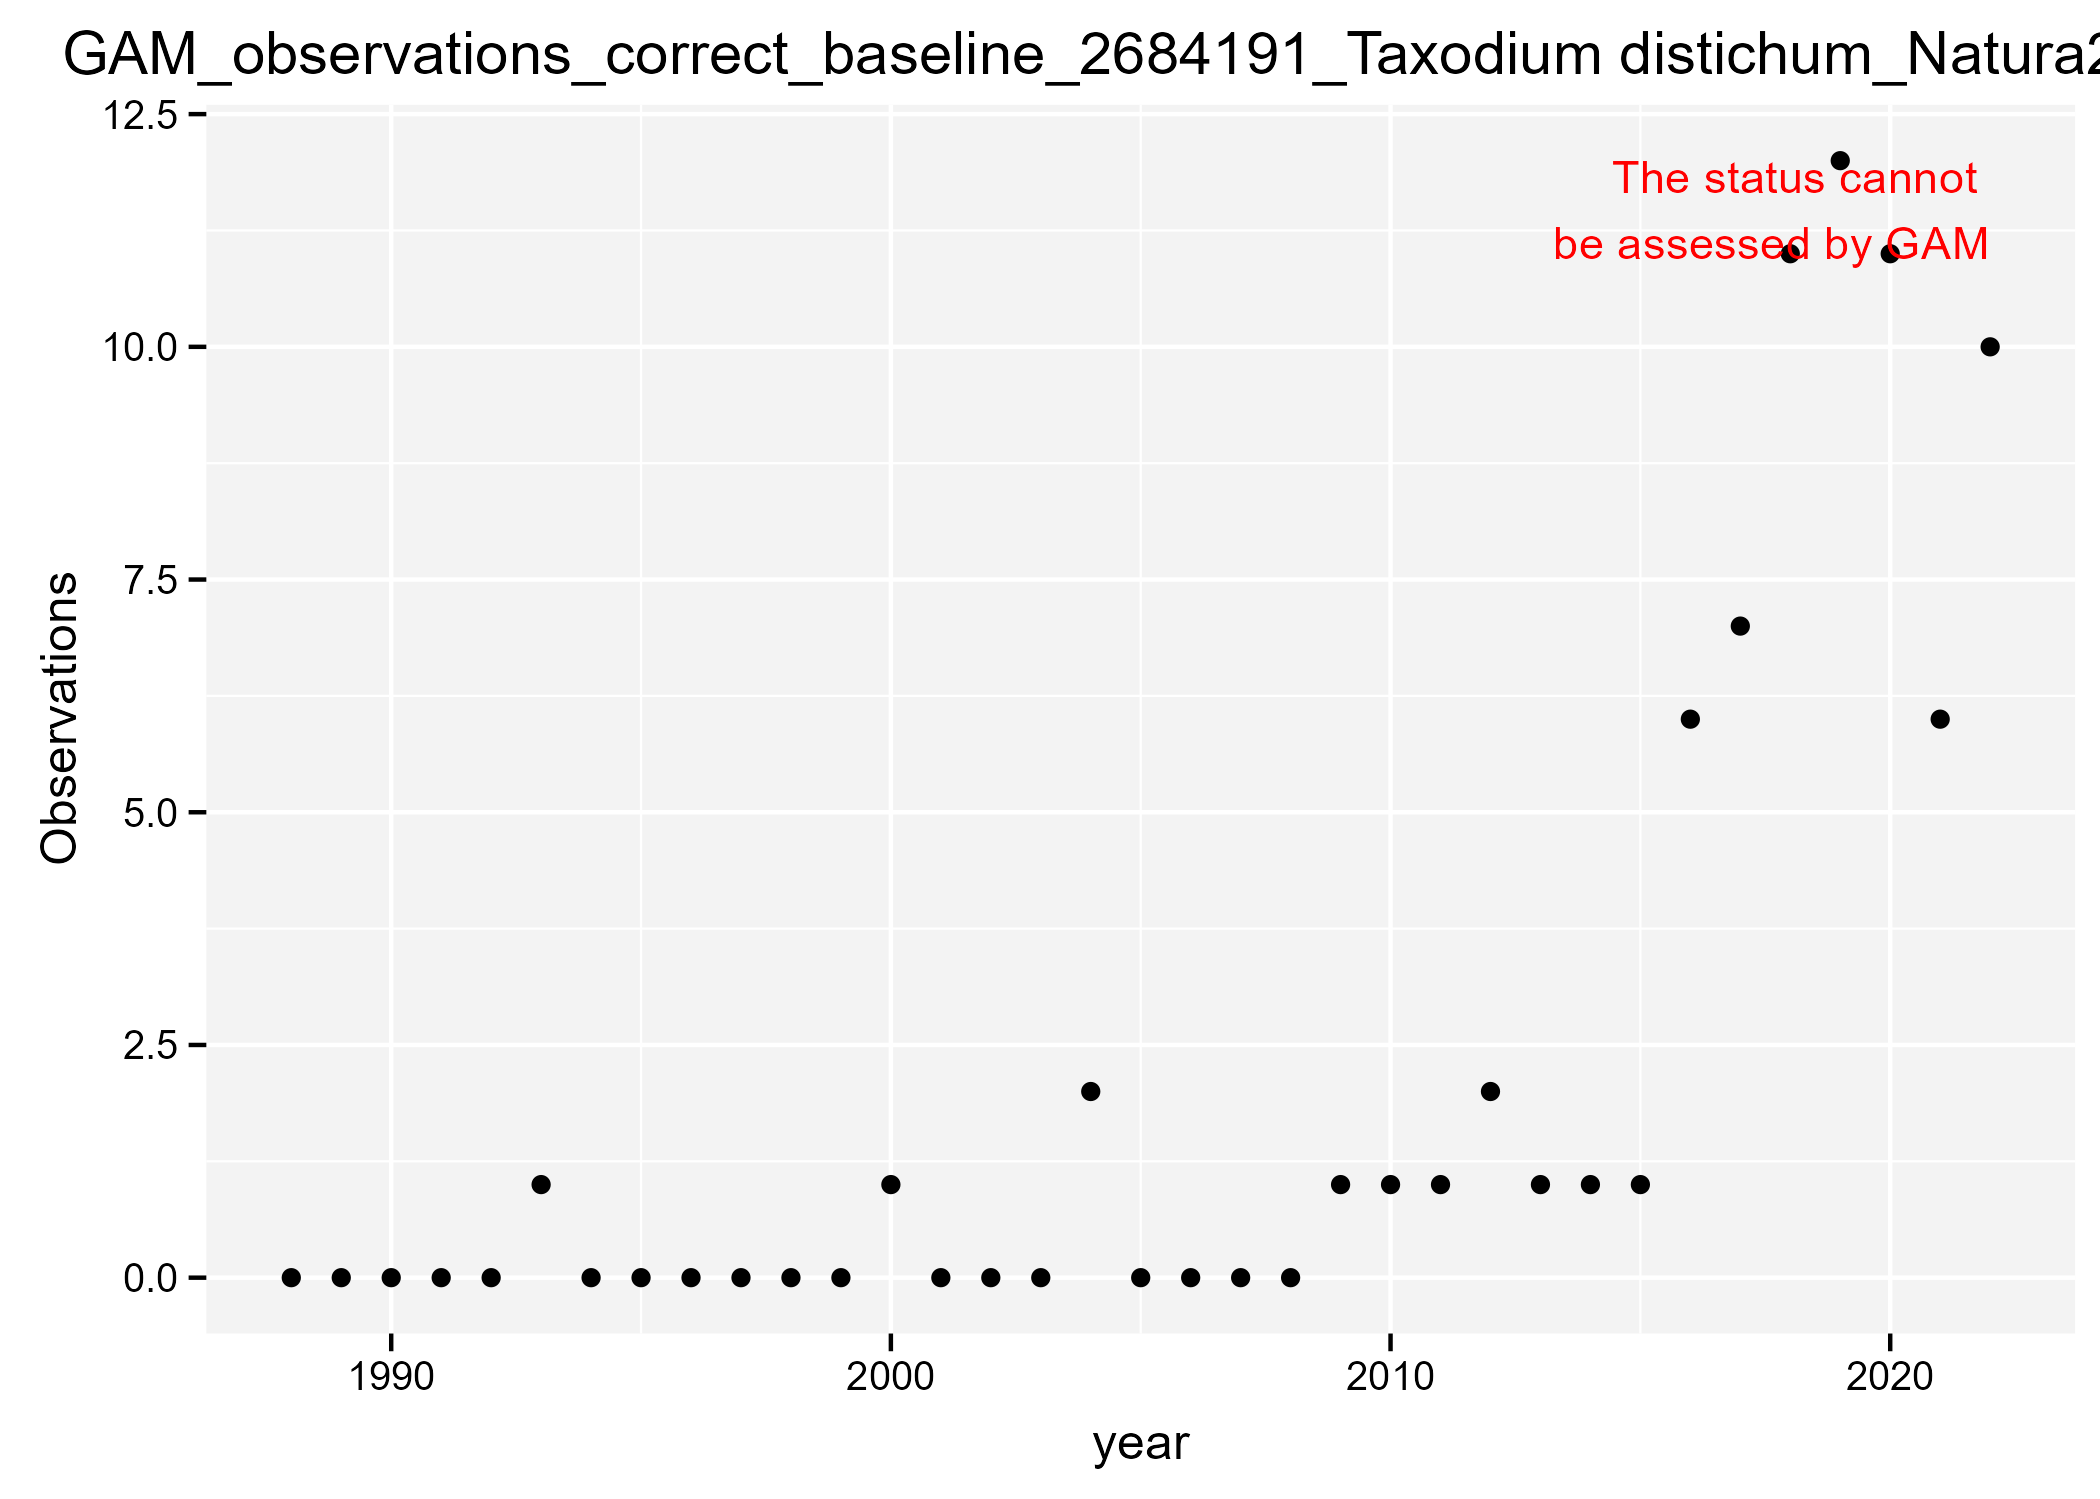 GAM_observations_correct_baseline_2684191_Taxodium distichum_Natura2
12.5
The status cannot
be assessed by GAM
10.0
7.5
Observations
5.0
2.5
0.0
1990 2000 2010 2020
year